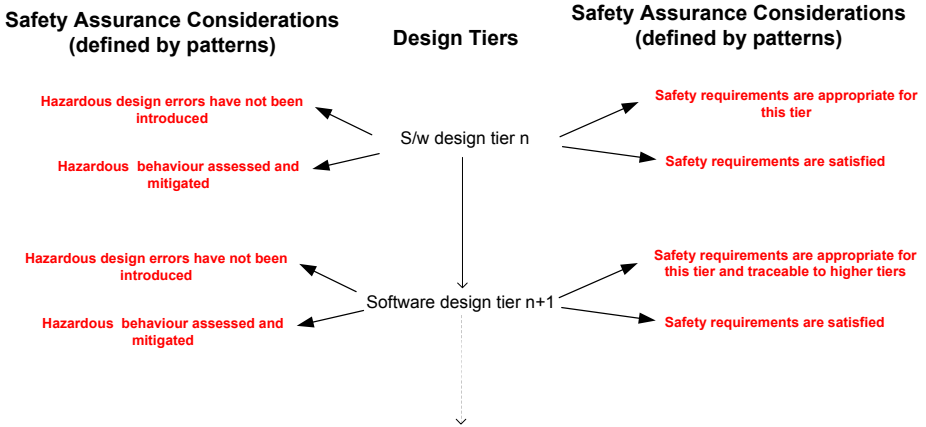 Safety Assurance Considerations
(defined by patterns)
Design Tiers
Safety Assurance Considerations
(defined by patterns)
Hazardous design errors have not been
introduced
Hazardous  behaviour assessed and
mitigated
S/w design tier n
Safety requirements are appropriate for
this tier
Safety requirements are satisfied
Hazardous design errors have not been
introduced
Hazardous  behaviour assessed and
mitigated
Software design tier n+1
Safety requirements are appropriate for
this tier and traceable to higher tiers
Safety requirements are satisfied